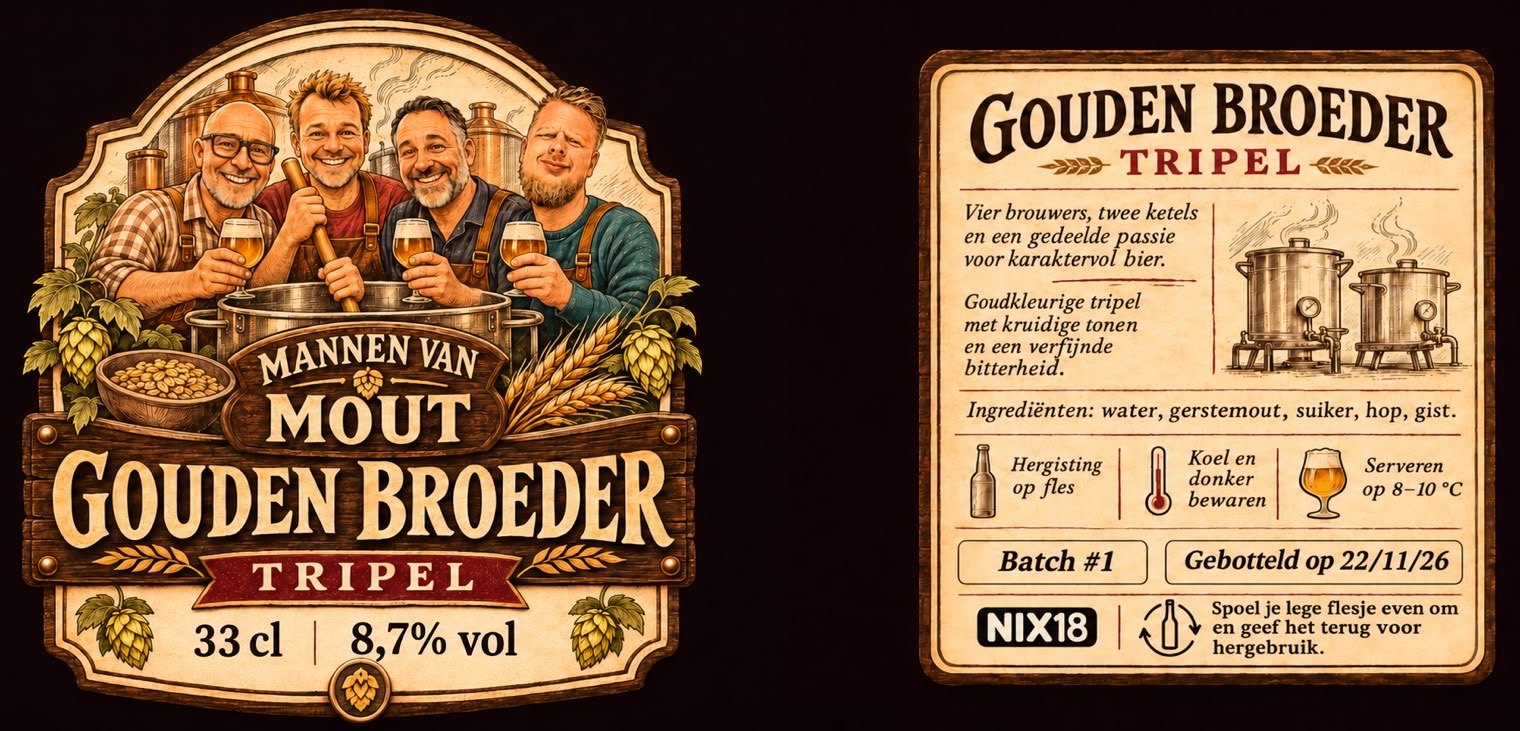 MANNEN VAN
MOUT
GOUDEN BROEDER
TRIPEL
33 cl
8,7% vol
GOUDEN BROEDER
TRIPEL
Vier brouwers, twee ketels
en een gedeelde passie
voor karaktervol bier.
Goudkleurige tripel
met kruidige tonen
en een verfijnde
bitterheid.
Ingrediënten: water, gerstemout, suiker, hop, gist.
Hergisting
op fles
Koel en
donker
bewaren
Serveren
op 8–10 °C
Batch #1
Gebotteld op 22/11/26
NIX18
Spoel je lege flesje even om
en geef het terug voor
hergebruik.